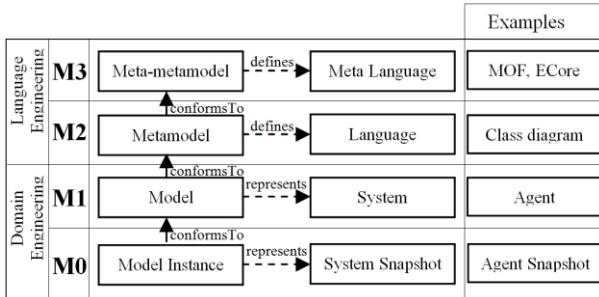 Examples
Language
Engineering
M3
Meta-metamodel
defines
Meta Language
MOF, ECore
conformsTo
M2
Metamodel
defines
Language
Class diagram
conformsTo
Domain
Engineering
M1
Model
represents
System
Agent
conformsTo
M0
Model Instance
represents
System Snapshot
Agent Snapshot